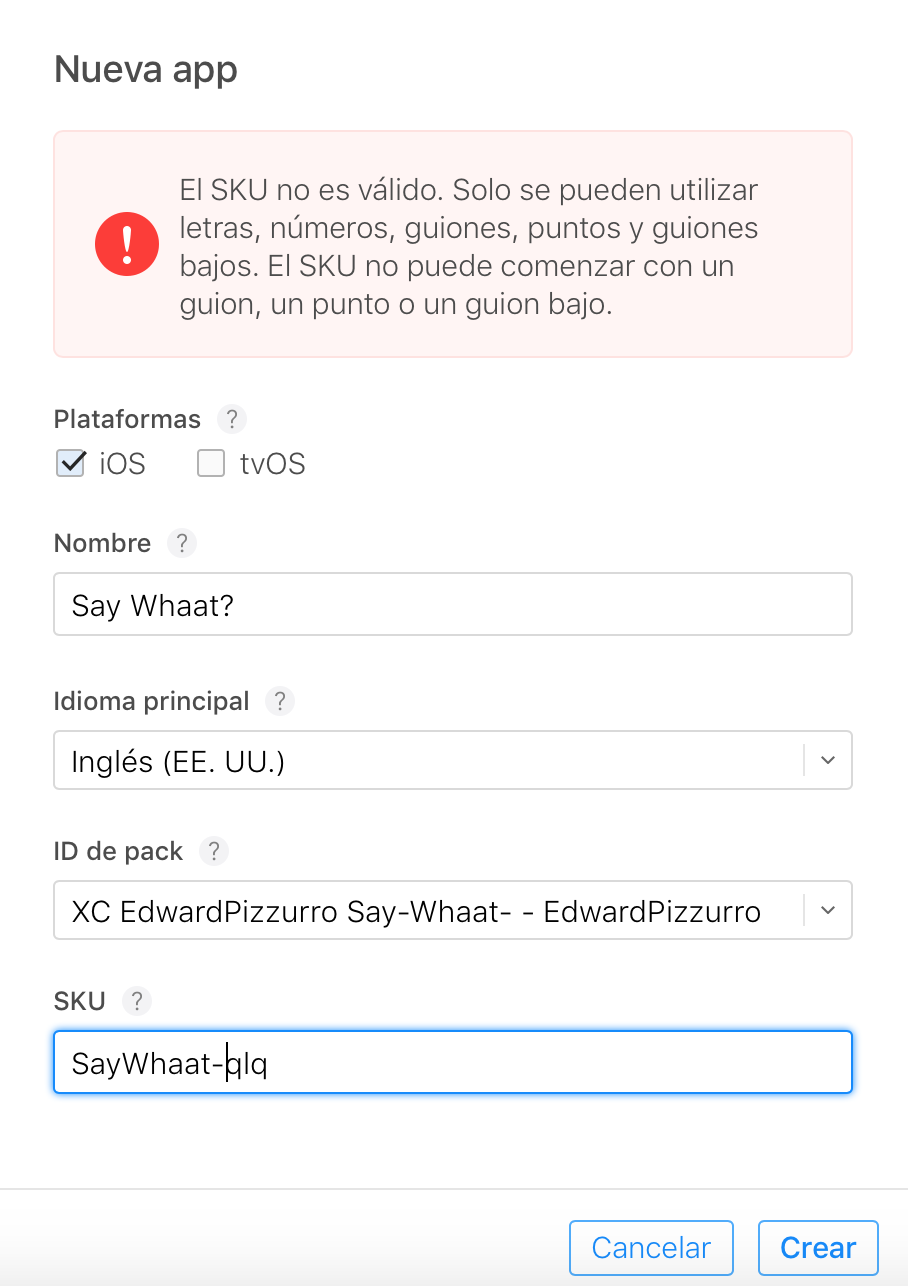 Nueva app
El SKU no es válido. Solo se pueden utilizar
letras, números, guiones, puntos y guiones
bajos. El SKU no puede comenzar con un
guion, un punto o un guion bajo.
Plataformas ?
iOS tvOS
Nombre ?
Say Whaat?
Idioma principal ?
Inglés (EE. UU.)
ID de pack ?
XC EdwardPizzurro Say-Whaat- - EdwardPizzurro
SKU ?
SayWhaat-qlq
Cancelar Crear